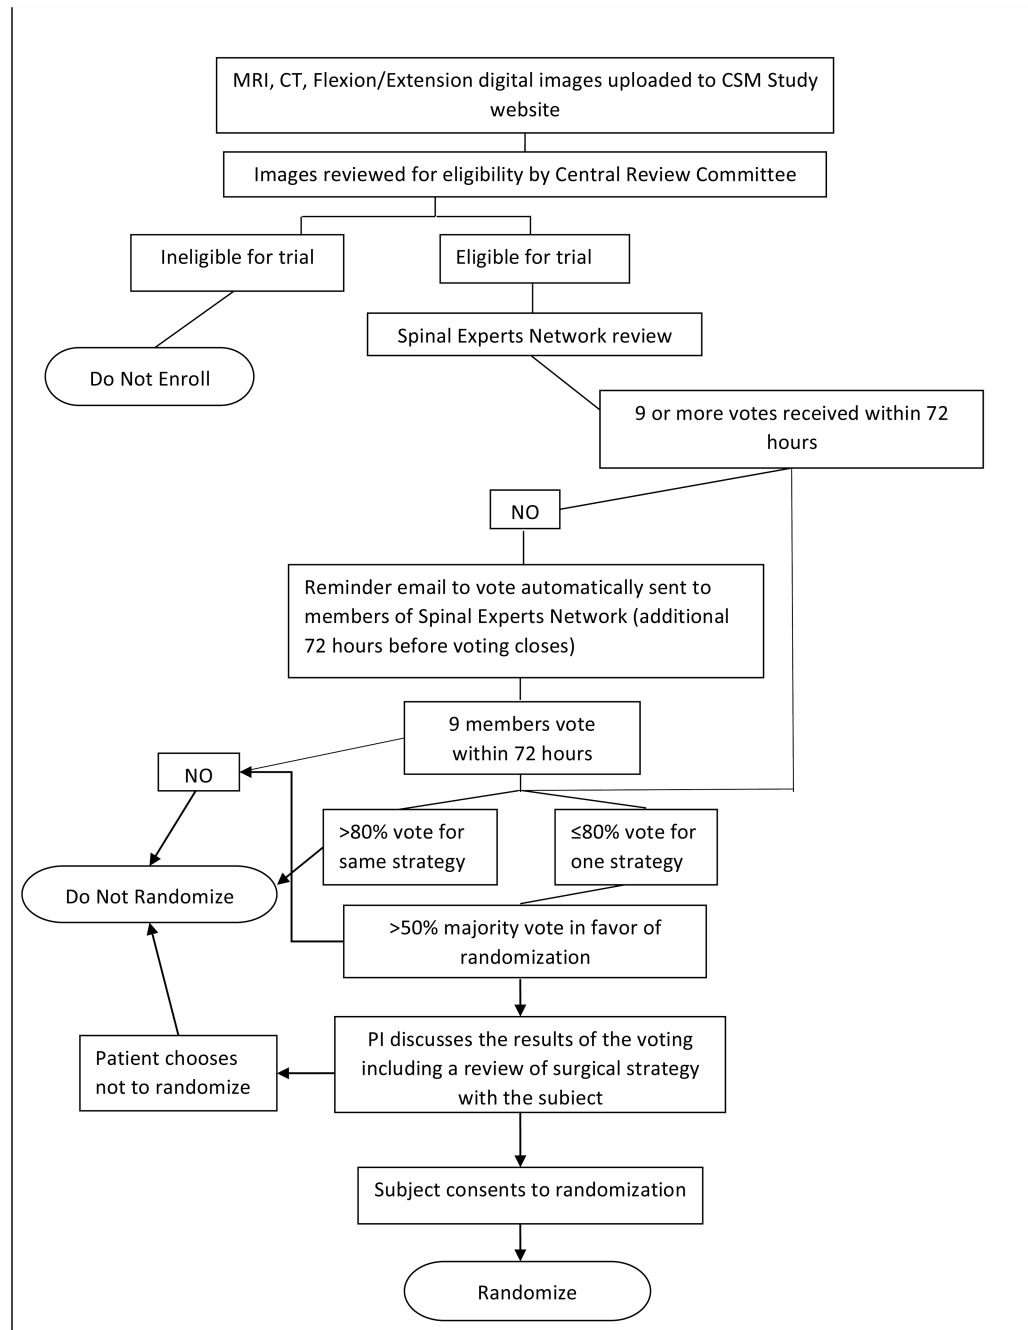 MRI, CT, Flexion/Extension digital images uploaded to CSM Study
website
Images reviewed for eligibility by Central Review Committee
Ineligible for trial
Eligible for trial
Spinal Experts Network review
Do Not Enroll
9 or more votes received within 72
hours
NO
Reminder email to vote automatically sent to
members of Spinal Experts Network (additional
72 hours before voting closes)
9 members vote
within 72 hours
NO
>80% vote for
same strategy
≤80% vote for
one strategy
Do Not Randomize
>50% majority vote in favor of
randomization
PI discusses the results of the voting
including a review of surgical strategy
with the subject
Patient chooses
not to randomize
Subject consents to randomization
Randomize